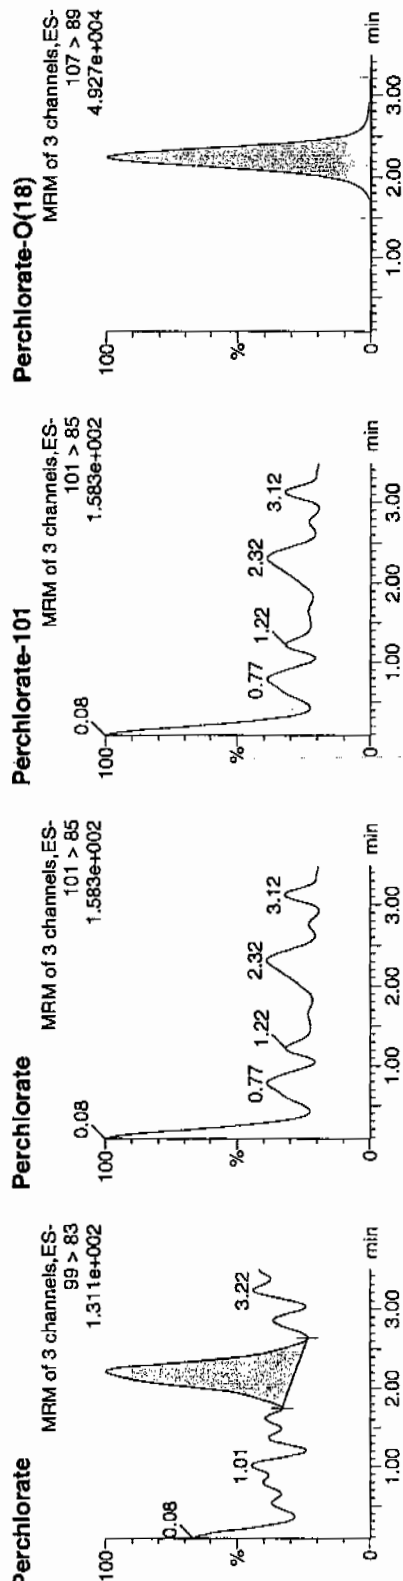 Perchlorate
MRM of 3 channels,ES-
99 > 83
1.311e+002
100
%
0
0.08
1.01
3.22
1.00
2.00
3.00
min
Perchlorate
MRM of 3 channels,ES-
101 > 85
1.583e+002
100
%
0
0.08
0.77
1.22
2.32
3.12
1.00
2.00
3.00
min
Perchlorate-101
MRM of 3 channels,ES-
101 > 85
1.583e+002
100
%
0
0.08
0.77
1.22
2.32
3.12
1.00
2.00
3.00
min
Perchlorate-O(18)
MRM of 3 channels,ES-
107 > 89
4.927e+004
100
%
0
1.00
2.00
3.00
min